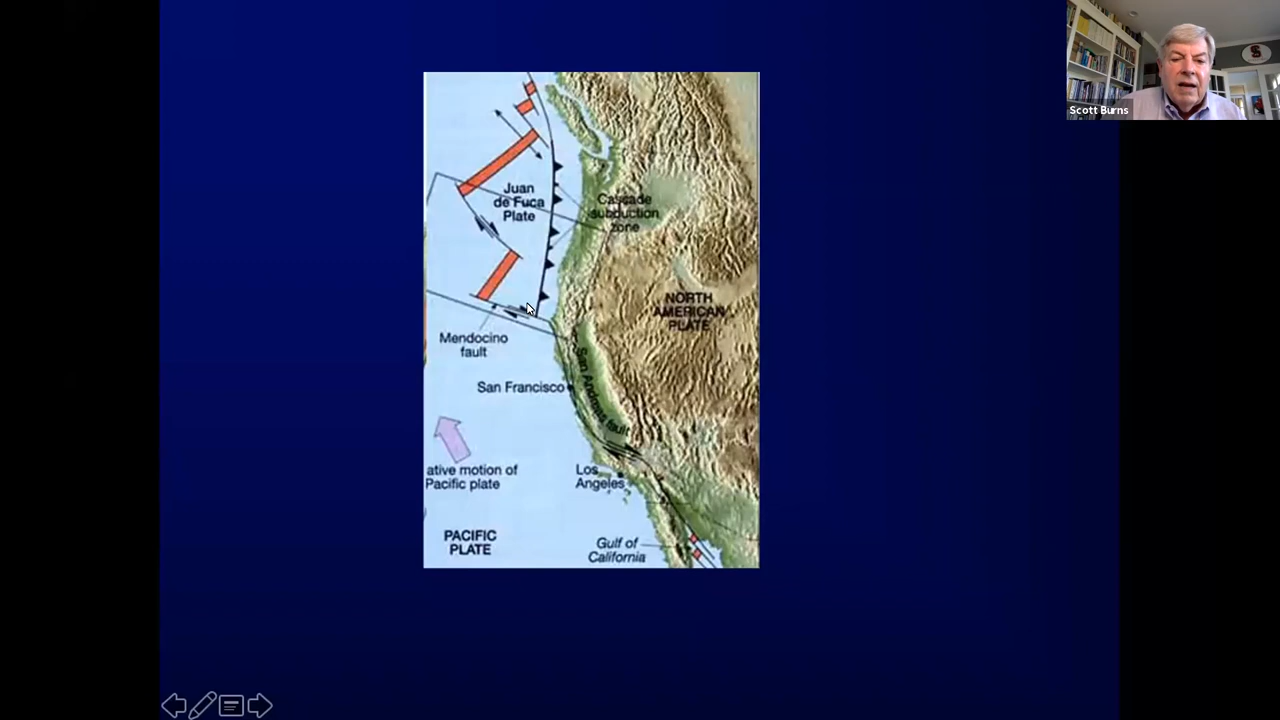 Scott Burns
Juan
de Fuca
Plate
Cascade
subduction
zone
NORTH
AMERICAN
PLATE
Mendocino
fault
San Francisco
San Andreas fault
ative motion of
Pacific plate
Los
Angeles
PACIFIC
PLATE
Gulf of
California